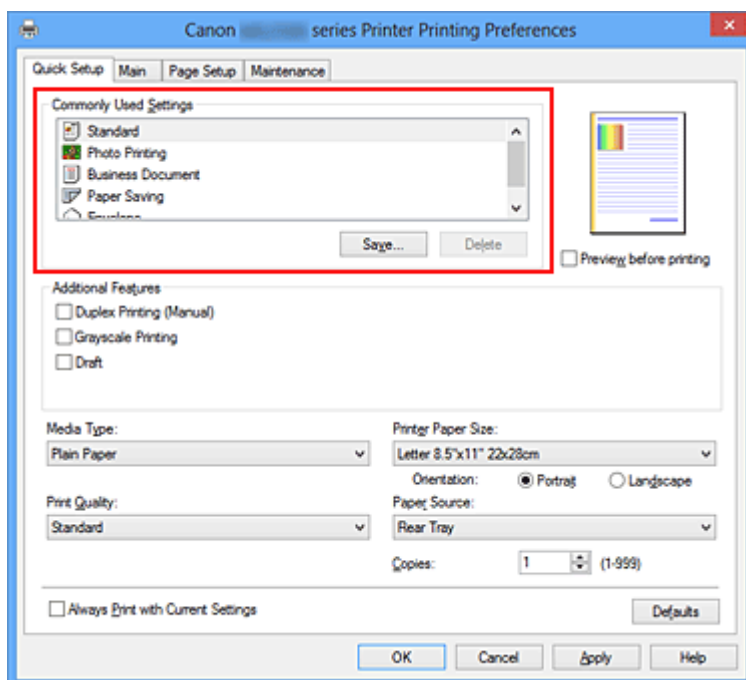 Canon series Printer Printing Preferences
Quick Setup Main Page Setup Maintenance
Commonly Used Settings
Standard
Photo Printing
Business Document
Paper Saving
Envelope
Save... Delete
Preview before printing
Additional Features
Duplex Printing (Manual)
Grayscale Printing
Draft
Media Type: Printer Paper Size:
Plain Paper Letter 8.5"x11" 22x28cm
Orientation: Portrait Landscape
Print Quality: Paper Source:
Standard Rear Tray
Copies: 1 (1-999)
Always Print with Current Settings Defaults
OK Cancel Apply Help